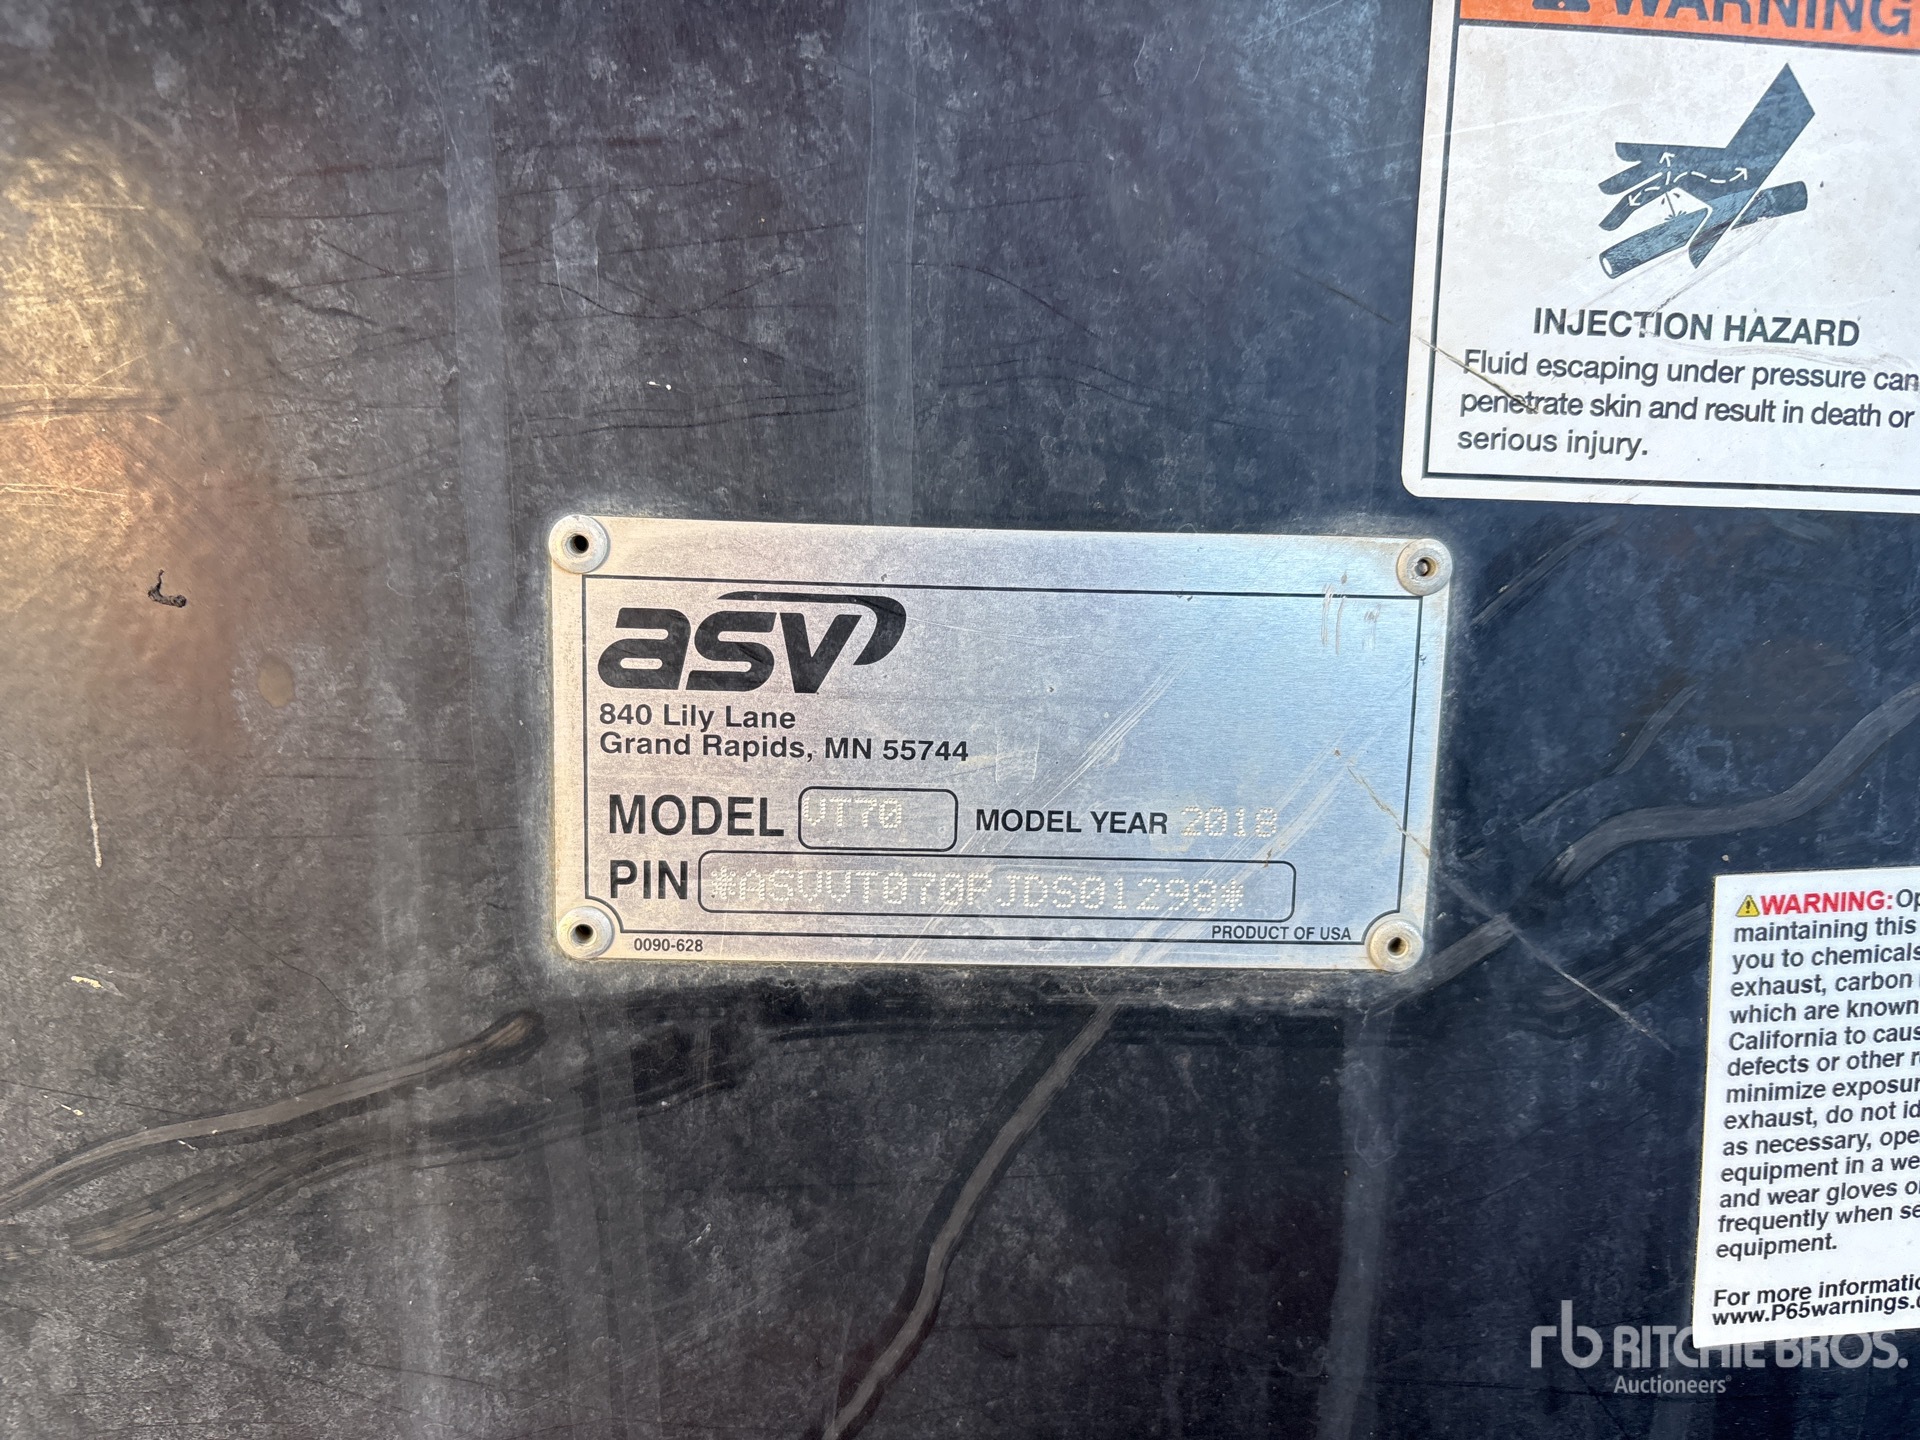 WARNING
INJECTION HAZARD
Fluid escaping under pressure can
penetrate skin and result in death or
serious injury.
asv
840 Lily Lane
Grand Rapids, MN 55744
MODEL VT70 MODEL YEAR 2018
PIN *ASVVT070PJDS01298*
0090-628 PRODUCT OF USA
WARNING: Op
maintaining this
you to chemicals
exhaust, carbon
which are known
California to caus
defects or other r
minimize exposur
exhaust, do not id
as necessary, ope
equipment in a we
and wear gloves o
frequently when se
equipment.
For more informatio
www.P65warnings.c
rb RITCHIE BROS.
Auctioneers